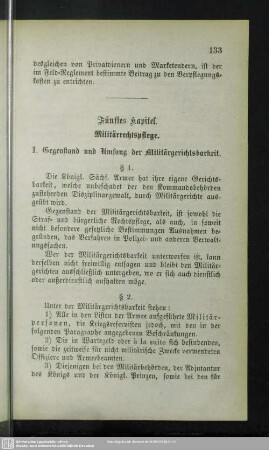 133
desgleichen von Privatdienern und Marketendern, ist der
im Feld-Reglement bestimmte Beitrag zu den Verpflegungs-
kosten zu entrichten.
Fünftes Kapitel.
Militärrechtspflege.
I. Gegenstand und Umfang der Militärgerichtsbarkeit.
§ 1.
Die Königl. Sächs. Armee hat ihre eigene Gerichts-
barkeit, welche unbeschadet der den Kommandobehörden
zustehenden Disziplinargewalt, durch Militärgerichte aus-
geübt wird.
Gegenstand der Militärgerichtsbarkeit, ist sowohl die
Straf- und bürgerliche Rechtspflege, als auch, soweit
nicht besondere gesetzliche Bestimmungen Ausnahmen be-
gründen, das Verfahren in Polizei- und anderen Verwal-
tungssachen.
Wer der Militärgerichtsbarkeit unterworfen ist, kann
derselben nicht freiwillig entsagen und bleibt den Militär-
gerichten ausschließlich untergeben, wo er sich auch dienstlich
oder außerdienstlich aufhalten möge.
§ 2.
Unter der Militärgerichtsbarkeit stehen:
1) Alle in den Listen der Armee aufgeführte Militär-
personen, die Kriegsreservisten jedoch, mit den in der
folgenden Paragraphe angegebenen Beschränkungen.
2) Die in Wartegeld oder à la suite sich befindenden,
sowie die zeitweise für nicht militärische Zwecke verwendeten
Offiziere und Armeebeamten.
3) Diejenigen bei den Militärbehörden, der Adjutantur
des Königs und der Königl. Prinzen, sowie bei den für